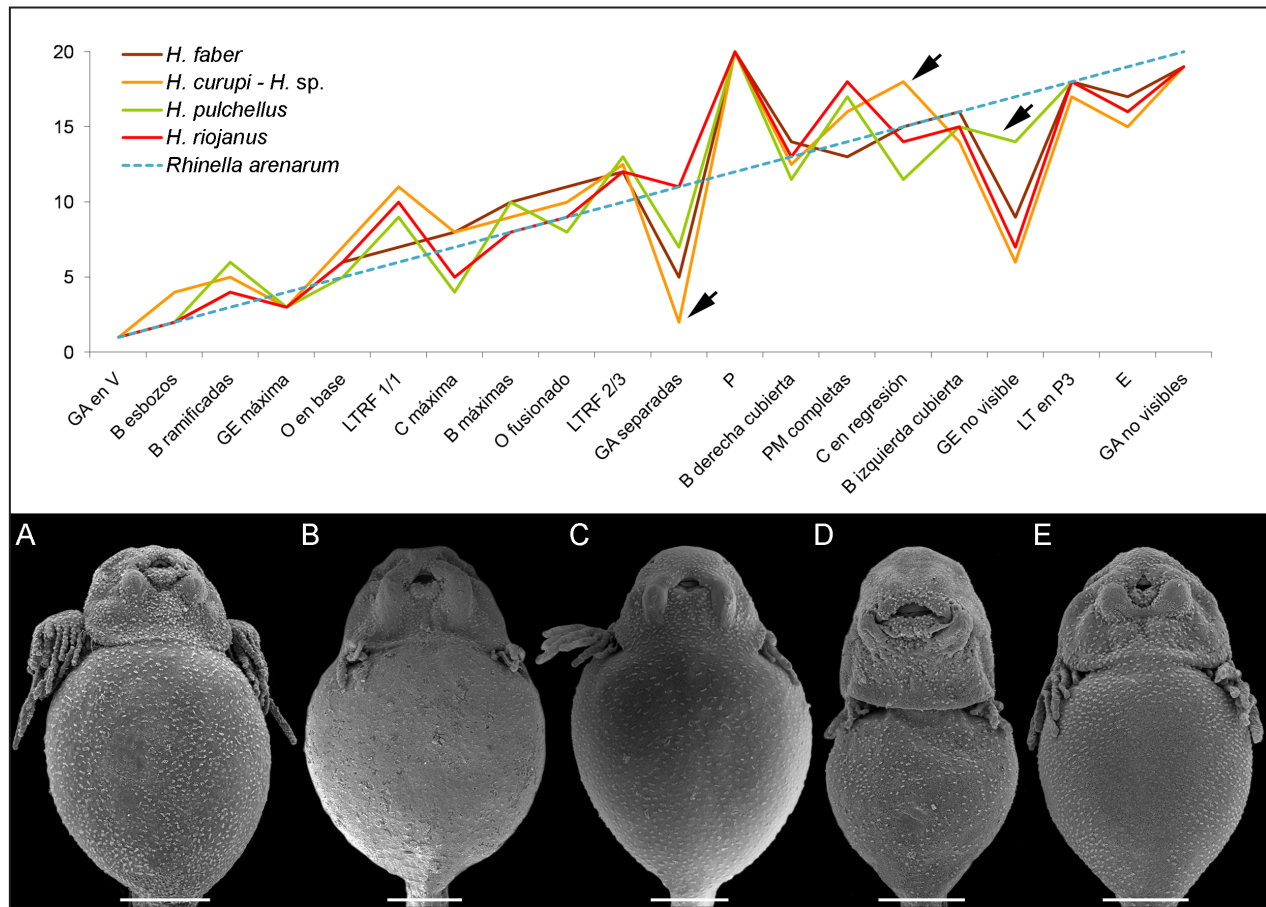 20
15
10
5
0
H. faber
H. curupi - H. sp.
H. pulchellus
H. riojanus
Rhinella arenarum
GA en V
B esbozos
B ramificadas
GE máxima
O en base
LTRF 1/1
C máxima
B máximas
O fusionado
LTRF 2/3
GA separadas
P
B derecha cubierta
PM completas
C en regresión
B izquierda cubierta
GE no visible
LT en P3
E
GA no visibles
A
B
C
D
E